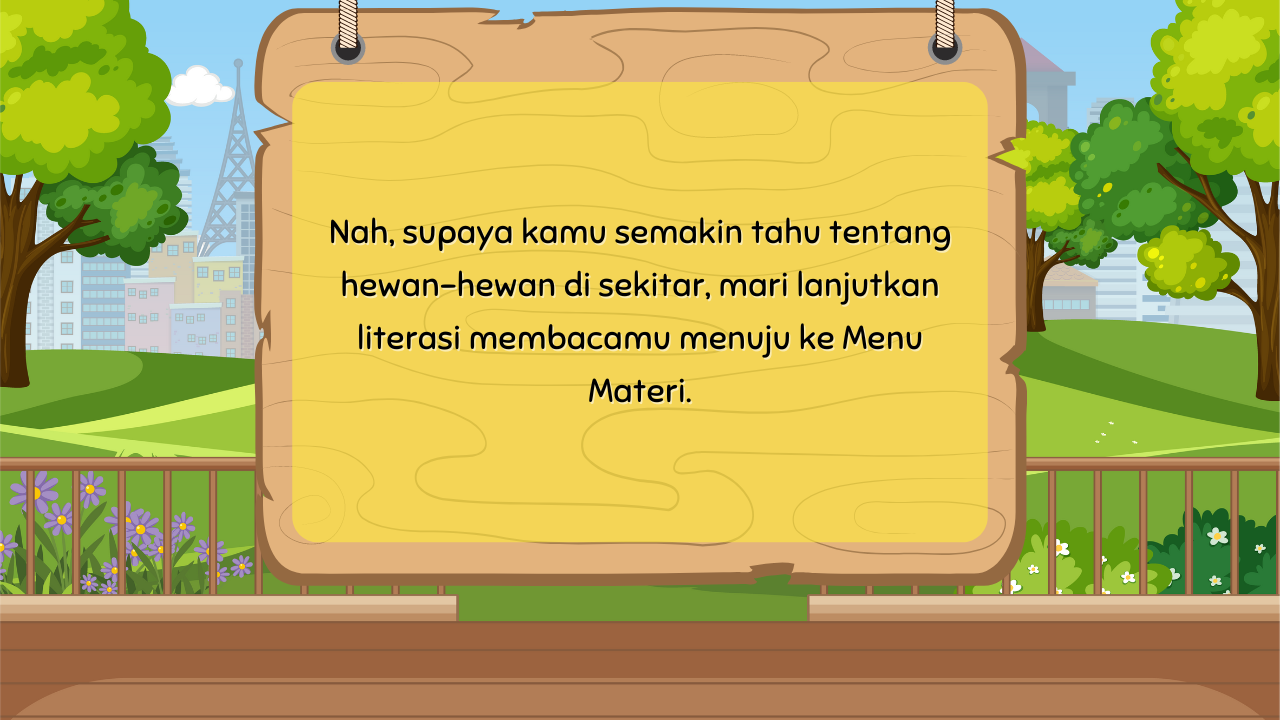 Nah, supaya kamu semakin tahu tentang
hewan-hewan di sekitar, mari lanjutkan
literasi membacamu menuju ke Menu
Materi.